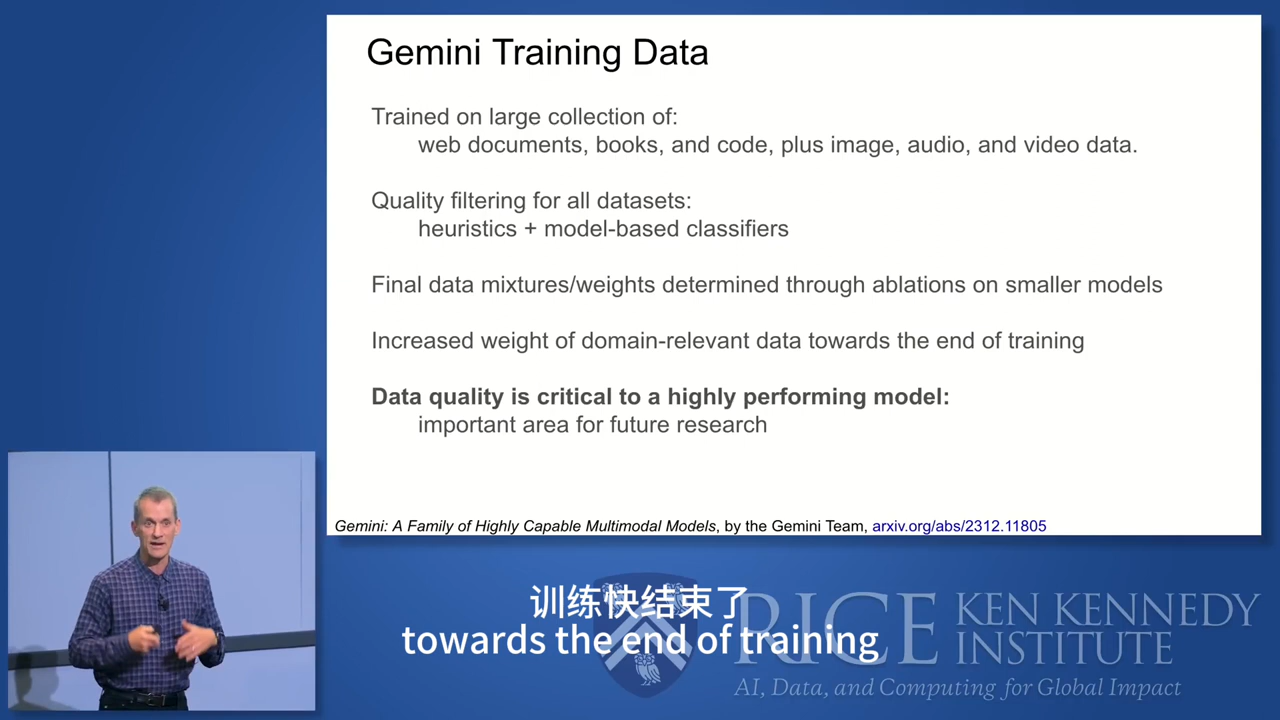 Gemini Training Data
Trained on large collection of:
web documents, books, and code, plus image, audio, and video data.
Quality filtering for all datasets:
heuristics + model-based classifiers
Final data mixtures/weights determined through ablations on smaller models
Increased weight of domain-relevant data towards the end of training
Data quality is critical to a highly performing model:
important area for future research
Gemini: A Family of Highly Capable Multimodal Models, by the Gemini Team, arxiv.org/abs/2312.11805
训练快结束了
towards the end of training
RICE KEN KENNEDY
INSTITUTE
AI, Data, and Computing for Global Impact